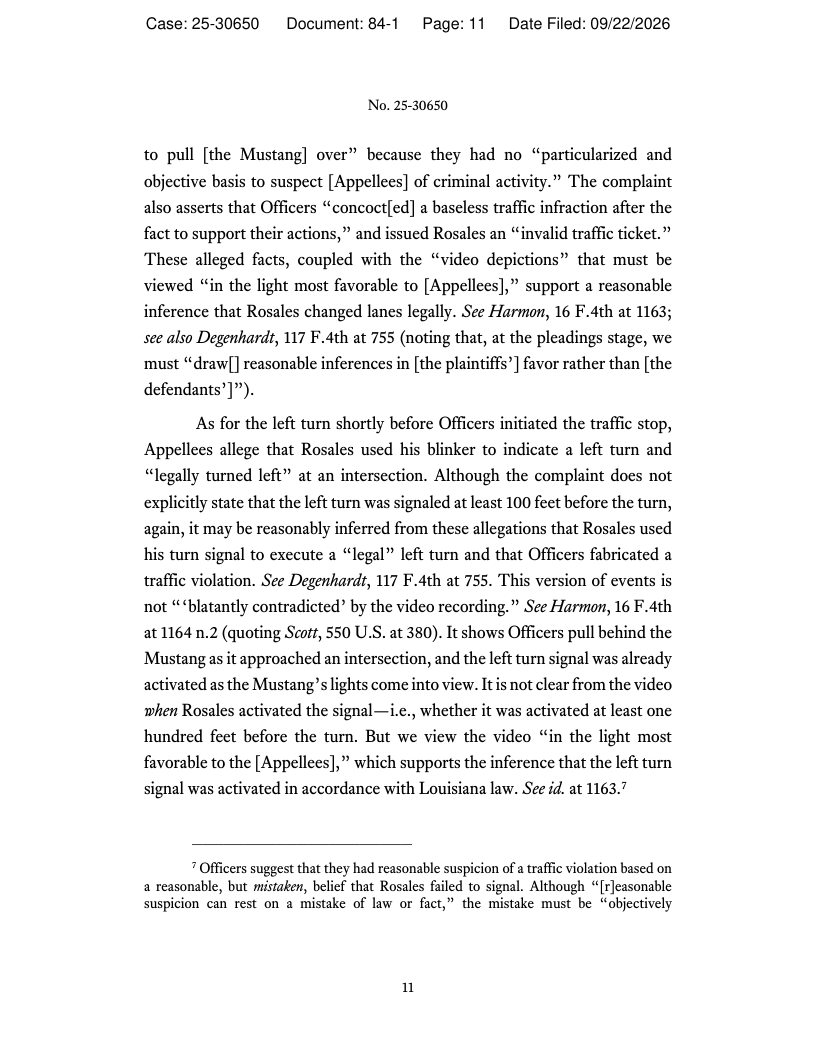 Case: 25-30650 Document: 84-1 Page: 11 Date Filed: 09/22/2026
No. 25-30650
to pull [the Mustang] over” because they had no “particularized and
objective basis to suspect [Appellees] of criminal activity.” The complaint
also asserts that Officers “concoct[ed] a baseless traffic infraction after the
fact to support their actions,” and issued Rosales an “invalid traffic ticket.”
These alleged facts, coupled with the “video depictions” that must be
viewed “in the light most favorable to [Appellees],” support a reasonable
inference that Rosales changed lanes legally. See Harmon, 16 F.4th at 1163;
see also Degenhardt, 117 F.4th at 755 (noting that, at the pleadings stage, we
must “draw[] reasonable inferences in [the plaintiffs’] favor rather than [the
defendants’]”).
As for the left turn shortly before Officers initiated the traffic stop,
Appellees allege that Rosales used his blinker to indicate a left turn and
“legally turned left” at an intersection. Although the complaint does not
explicitly state that the left turn was signaled at least 100 feet before the turn,
again, it may be reasonably inferred from these allegations that Rosales used
his turn signal to execute a “legal” left turn and that Officers fabricated a
traffic violation. See Degenhardt, 117 F.4th at 755. This version of events is
not “‘blatantly contradicted’ by the video recording.” See Harmon, 16 F.4th
at 1164 n.2 (quoting Scott, 550 U.S. at 380). It shows Officers pull behind the
Mustang as it approached an intersection, and the left turn signal was already
activated as the Mustang’s lights come into view. It is not clear from the video
when Rosales activated the signal—i.e., whether it was activated at least one
hundred feet before the turn. But we view the video “in the light most
favorable to the [Appellees],” which supports the inference that the left turn
signal was activated in accordance with Louisiana law. See id. at 1163.⁷
⁷ Officers suggest that they had reasonable suspicion of a traffic violation based on
a reasonable, but mistaken, belief that Rosales failed to signal. Although “[r]easonable
suspicion can rest on a mistake of law or fact,” the mistake must be “objectively
11